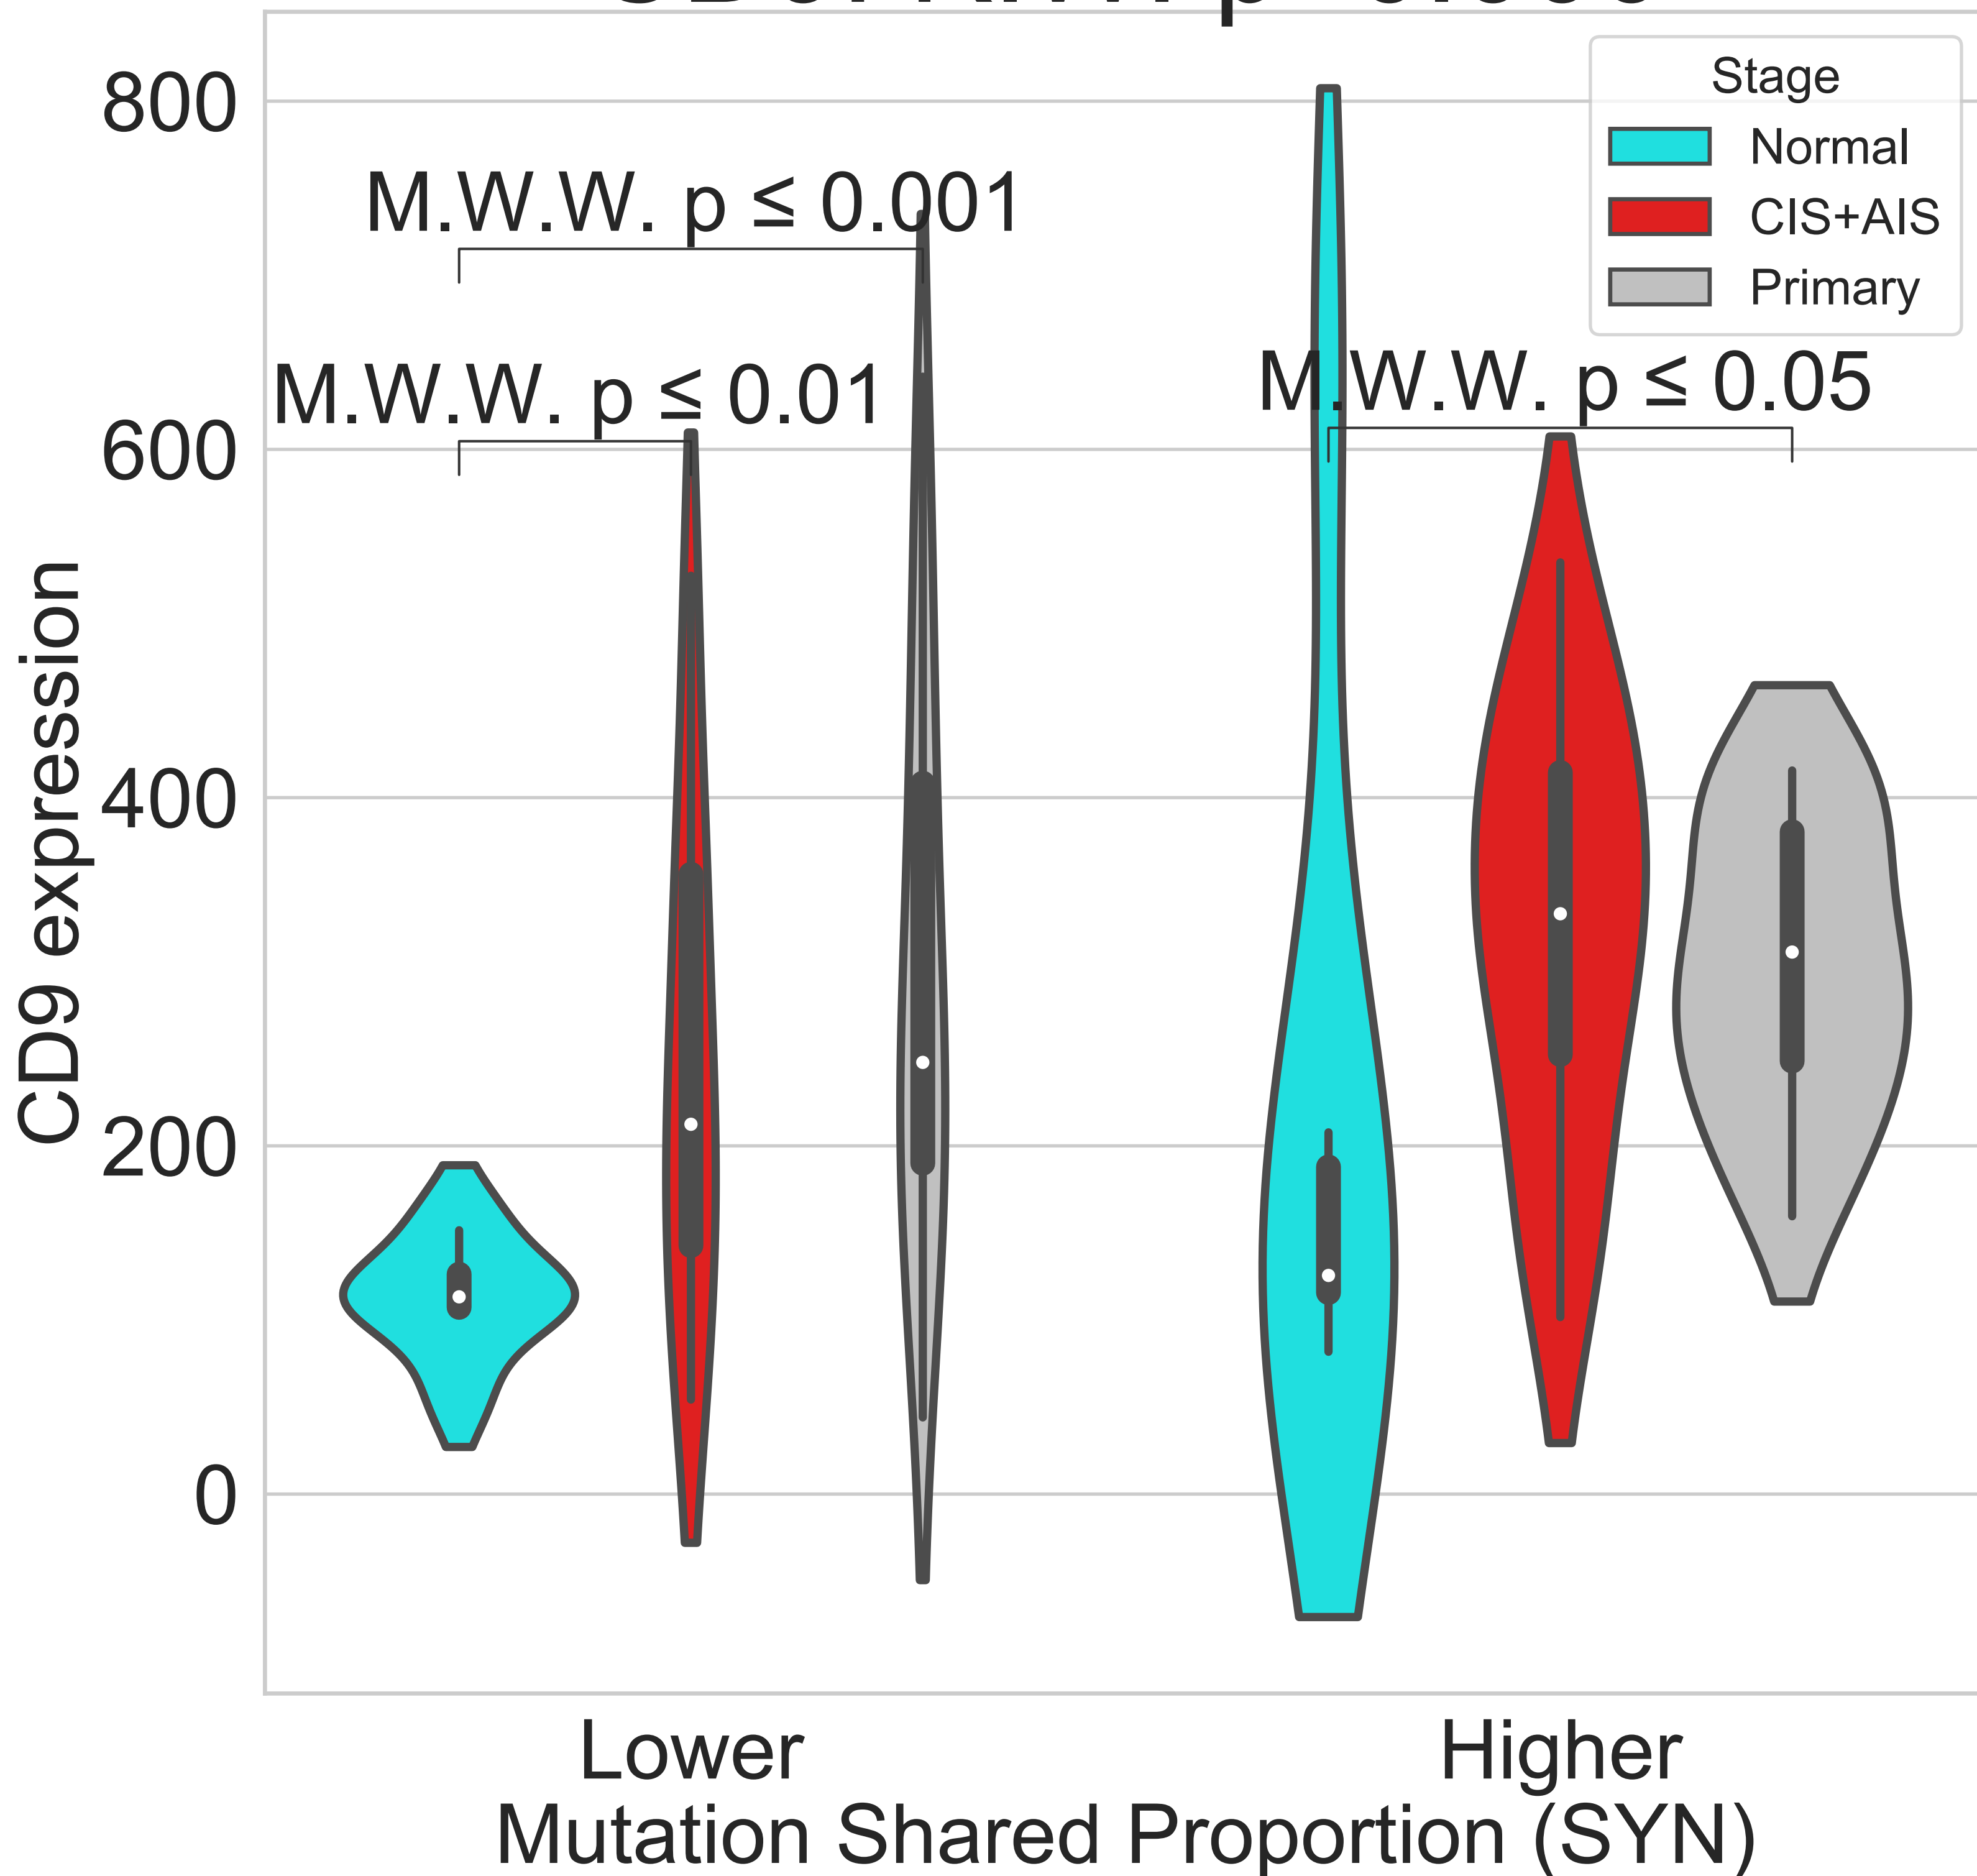 800
600
400
200
0
CD9 expression
M.W.W. p ≤ 0.001
M.W.W. p ≤ 0.01
M.W.W. p ≤ 0.05
Stage
Normal
CIS+AIS
Primary
Lower
Higher
Mutation Shared Proportion (SYN)